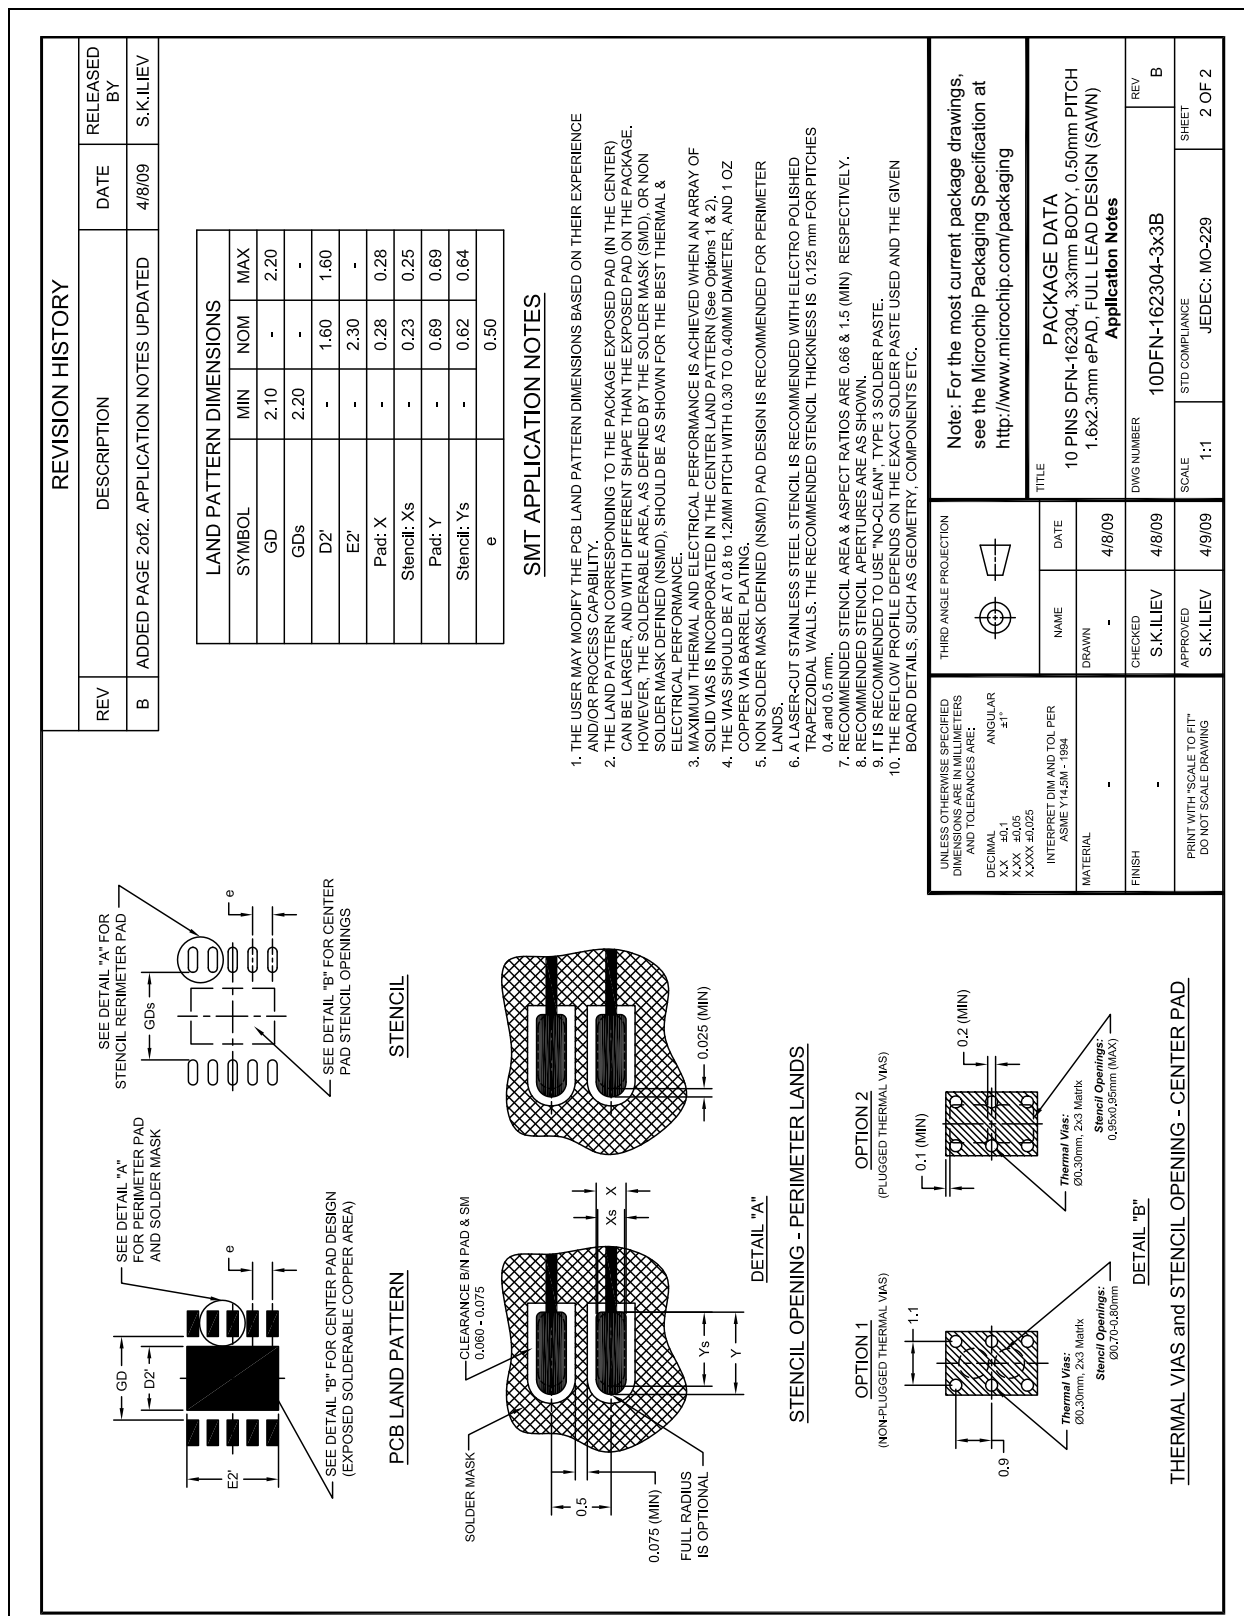 REVISION HISTORY
REV DESCRIPTION DATE RELEASED BY
B ADDED PAGE 2of2. APPLICATION NOTES UPDATED 4/8/09 S.K.ILIEV
SEE DETAIL "A"
FOR PERIMETER PAD
AND SOLDER MASK
GD
D2'
e
E2'
SEE DETAIL "B" FOR CENTER PAD DESIGN
(EXPOSED SOLDERABLE COPPER AREA)
PCB LAND PATTERN
SEE DETAIL "A" FOR
STENCIL RERIMETER PAD
GDs
e
SEE DETAIL "B" FOR CENTER
PAD STENCIL OPENINGS
STENCIL
LAND PATTERN DIMENSIONS
SYMBOL MIN NOM MAX
GD 2.10 - 2.20
GDs 2.20 - -
D2' - 1.60 1.60
E2' - 2.30 -
Pad: X - 0.28 0.28
Stencil: Xs - 0.23 0.25
Pad: Y - 0.69 0.69
Stencil: Ys - 0.62 0.64
e 0.50
SOLDER MASK
CLEARANCE B/N PAD & SM
0.060 - 0.075
0.5
0.075 (MIN)
FULL RADIUS
IS OPTIONAL
Ys
Y
Xs
X
0.025 (MIN)
DETAIL "A"
STENCIL OPENING - PERIMETER LANDS
SMT APPLICATION NOTES
1. THE USER MAY MODIFY THE PCB LAND PATTERN DIMENSIONS BASED ON THEIR EXPERIENCE
AND/OR PROCESS CAPABILITY.
2. THE LAND PATTERN CORRESPONDING TO THE PACKAGE EXPOSED PAD (IN THE CENTER)
CAN BE LARGER, AND WITH DIFFERENT SHAPE THAN THE EXPOSED PAD ON THE PACKAGE.
HOWEVER, THE SOLDERABLE AREA, AS DEFINED BY THE SOLDER MASK (SMD), OR NON
SOLDER MASK DEFINED (NSMD), SHOULD BE AS SHOWN FOR THE BEST THERMAL &
ELECTRICAL PERFORMANCE.
3. MAXIMUM THERMAL AND ELECTRICAL PERFORMANCE IS ACHIEVED WHEN AN ARRAY OF
SOLID VIAS IS INCORPORATED IN THE CENTER LAND PATTERN (See Options 1 & 2).
4. THE VIAS SHOULD BE AT 0.8 to 1.2MM PITCH WITH 0.30 TO 0.40MM DIAMETER, AND 1 OZ
COPPER VIA BARREL PLATING.
5. NON SOLDER MASK DEFINED (NSMD) PAD DESIGN IS RECOMMENDED FOR PERIMETER
LANDS.
6. A LASER-CUT STAINLESS STEEL STENCIL IS RECOMMENDED WITH ELECTRO POLISHED
TRAPEZOIDAL WALLS. THE RECOMMENDED STENCIL THICKNESS IS 0.125 mm FOR PITCHES
0.4 and 0.5 mm.
7. RECOMMENDED STENCIL AREA & ASPECT RATIOS ARE 0.66 & 1.5 (MIN) RESPECTIVELY.
8. RECOMMENDED STENCIL APERTURES ARE AS SHOWN.
9. IT IS RECOMMENDED TO USE "NO-CLEAN", TYPE 3 SOLDER PASTE.
10. THE REFLOW PROFILE DEPENDS ON THE EXACT SOLDER PASTE USED AND THE GIVEN
BOARD DETAILS, SUCH AS GEOMETRY, COMPONENTS ETC.
OPTION 1
(NON-PLUGGED THERMAL VIAS)
1.1
0.9
Thermal Vias:
Ø0.30mm, 2x3 Matrix
Stencil Openings:
Ø0.70-0.80mm
OPTION 2
(PLUGGED THERMAL VIAS)
0.1 (MIN)
0.2 (MIN)
Thermal Vias:
Ø0.30mm, 2x3 Matrix
Stencil Openings:
0.95x0.95mm (MAX)
DETAIL "B"
THERMAL VIAS and STENCIL OPENING - CENTER PAD
UNLESS OTHERWISE SPECIFIED
DIMENSIONS ARE IN MILLIMETERS
AND TOLERANCES ARE:
DECIMAL ANGULAR
X.X ±0.1 ±1°
X.XX ±0.05
X.XXX ±0.025
INTERPRET DIM AND TOL PER
ASME Y14.5M - 1994
MATERIAL
-
FINISH
-
PRINT WITH "SCALE TO FIT"
DO NOT SCALE DRAWING
THIRD ANGLE PROJECTION
NAME DATE
DRAWN
- 4/8/09
CHECKED
S.K.ILIEV 4/8/09
APPROVED
S.K.ILIEV 4/9/09
Note: For the most current package drawings,
see the Microchip Packaging Specification at
http://www.microchip.com/packaging
TITLE
PACKAGE DATA
10 PINS DFN-162304, 3x3mm BODY, 0.50mm PITCH
1.6x2.3mm ePAD, FULL LEAD DESIGN (SAWN)
Application Notes
DWG NUMBER
10DFN-162304-3x3B
REV
B
SCALE
1:1
STD COMPLIANCE
JEDEC: MO-229
SHEET
2 OF 2